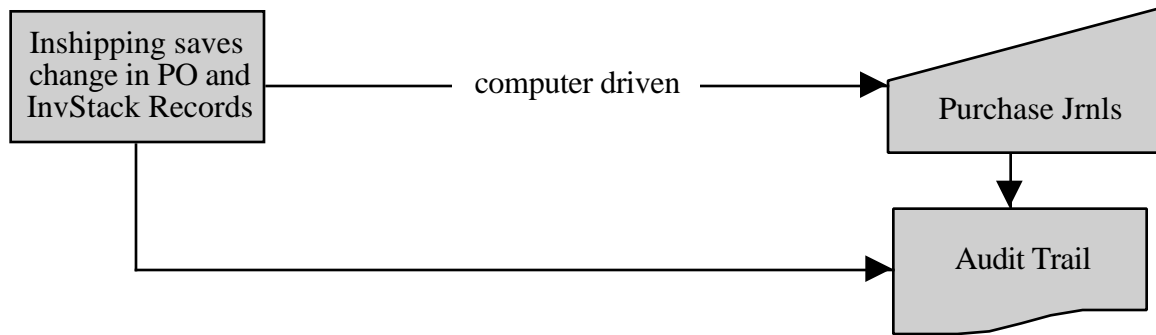 Inshipping saves
change in PO and
InvStack Records
computer driven
Purchase Jrnls
Audit Trail